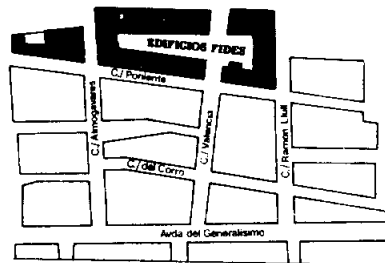 EDIFICIOS FIDES
C./ Poniente
C./ Almogavares
C./ Valencia
C./ Ramon Llull
C./ del Corro
Avda del Generalisimo